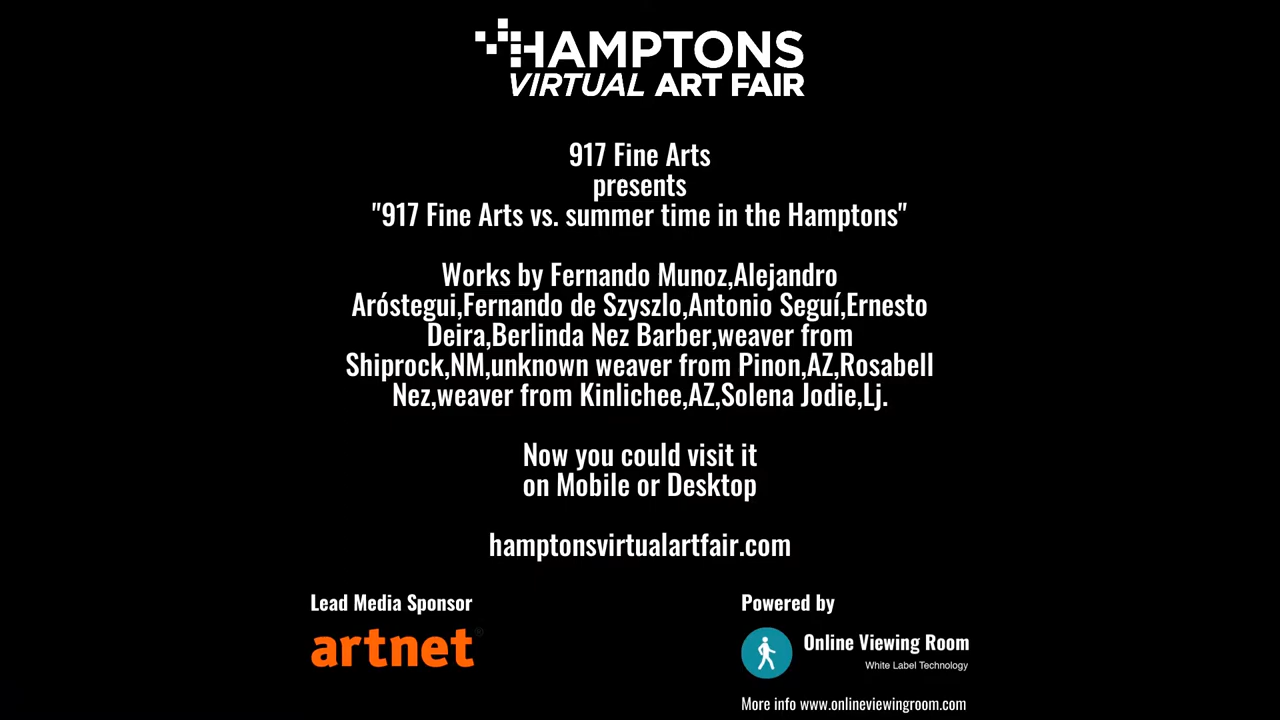 HAMPTONS
VIRTUAL ART FAIR
917 Fine Arts
presents
"917 Fine Arts vs. summer time in the Hamptons"
Works by Fernando Munoz,Alejandro
Aróstegui,Fernando de Szyszlo,Antonio Seguí,Ernesto
Deira,Berlinda Nez Barber,weaver from
Shiprock,NM,unknown weaver from Pinon,AZ,Rosabell
Nez,weaver from Kinlichee,AZ,Solena Jodie,Lj.
Now you could visit it
on Mobile or Desktop
hamptonsvirtualartfair.com
Lead Media Sponsor
artnet®
Powered by
Online Viewing Room
White Label Technology
More info www.onlineviewingroom.com